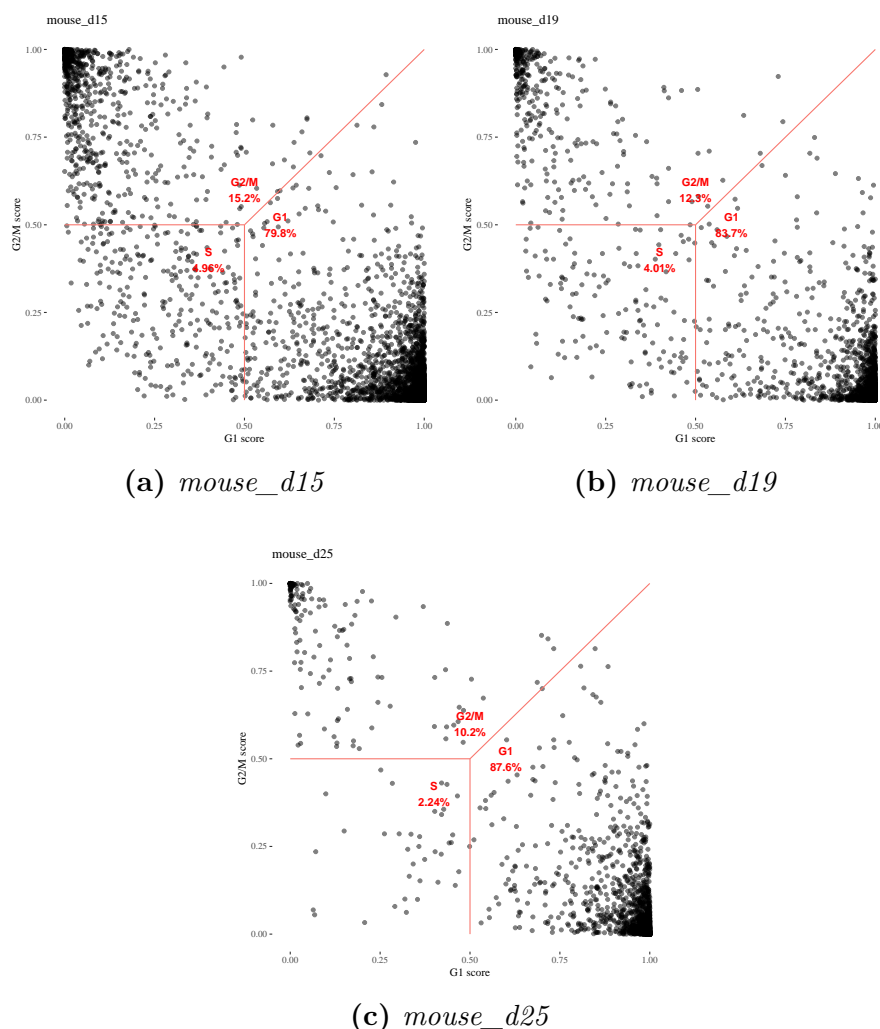 mouse_d15
1.00
0.75
0.50
0.25
0.00
G2/M score
G2/M
15.2%
G1
79.8%
S
4.96%
0.00 0.25 0.50 0.75 1.00
G1 score
(a) mouse_d15
mouse_d19
1.00
0.75
0.50
0.25
0.00
G2/M score
G2/M
12.3%
G1
83.7%
S
4.01%
0.00 0.25 0.50 0.75 1.00
G1 score
(b) mouse_d19
mouse_d25
1.00
0.75
0.50
0.25
0.00
G2/M score
G2/M
10.2%
G1
87.6%
S
2.24%
0.00 0.25 0.50 0.75 1.00
G1 score
(c) mouse_d25